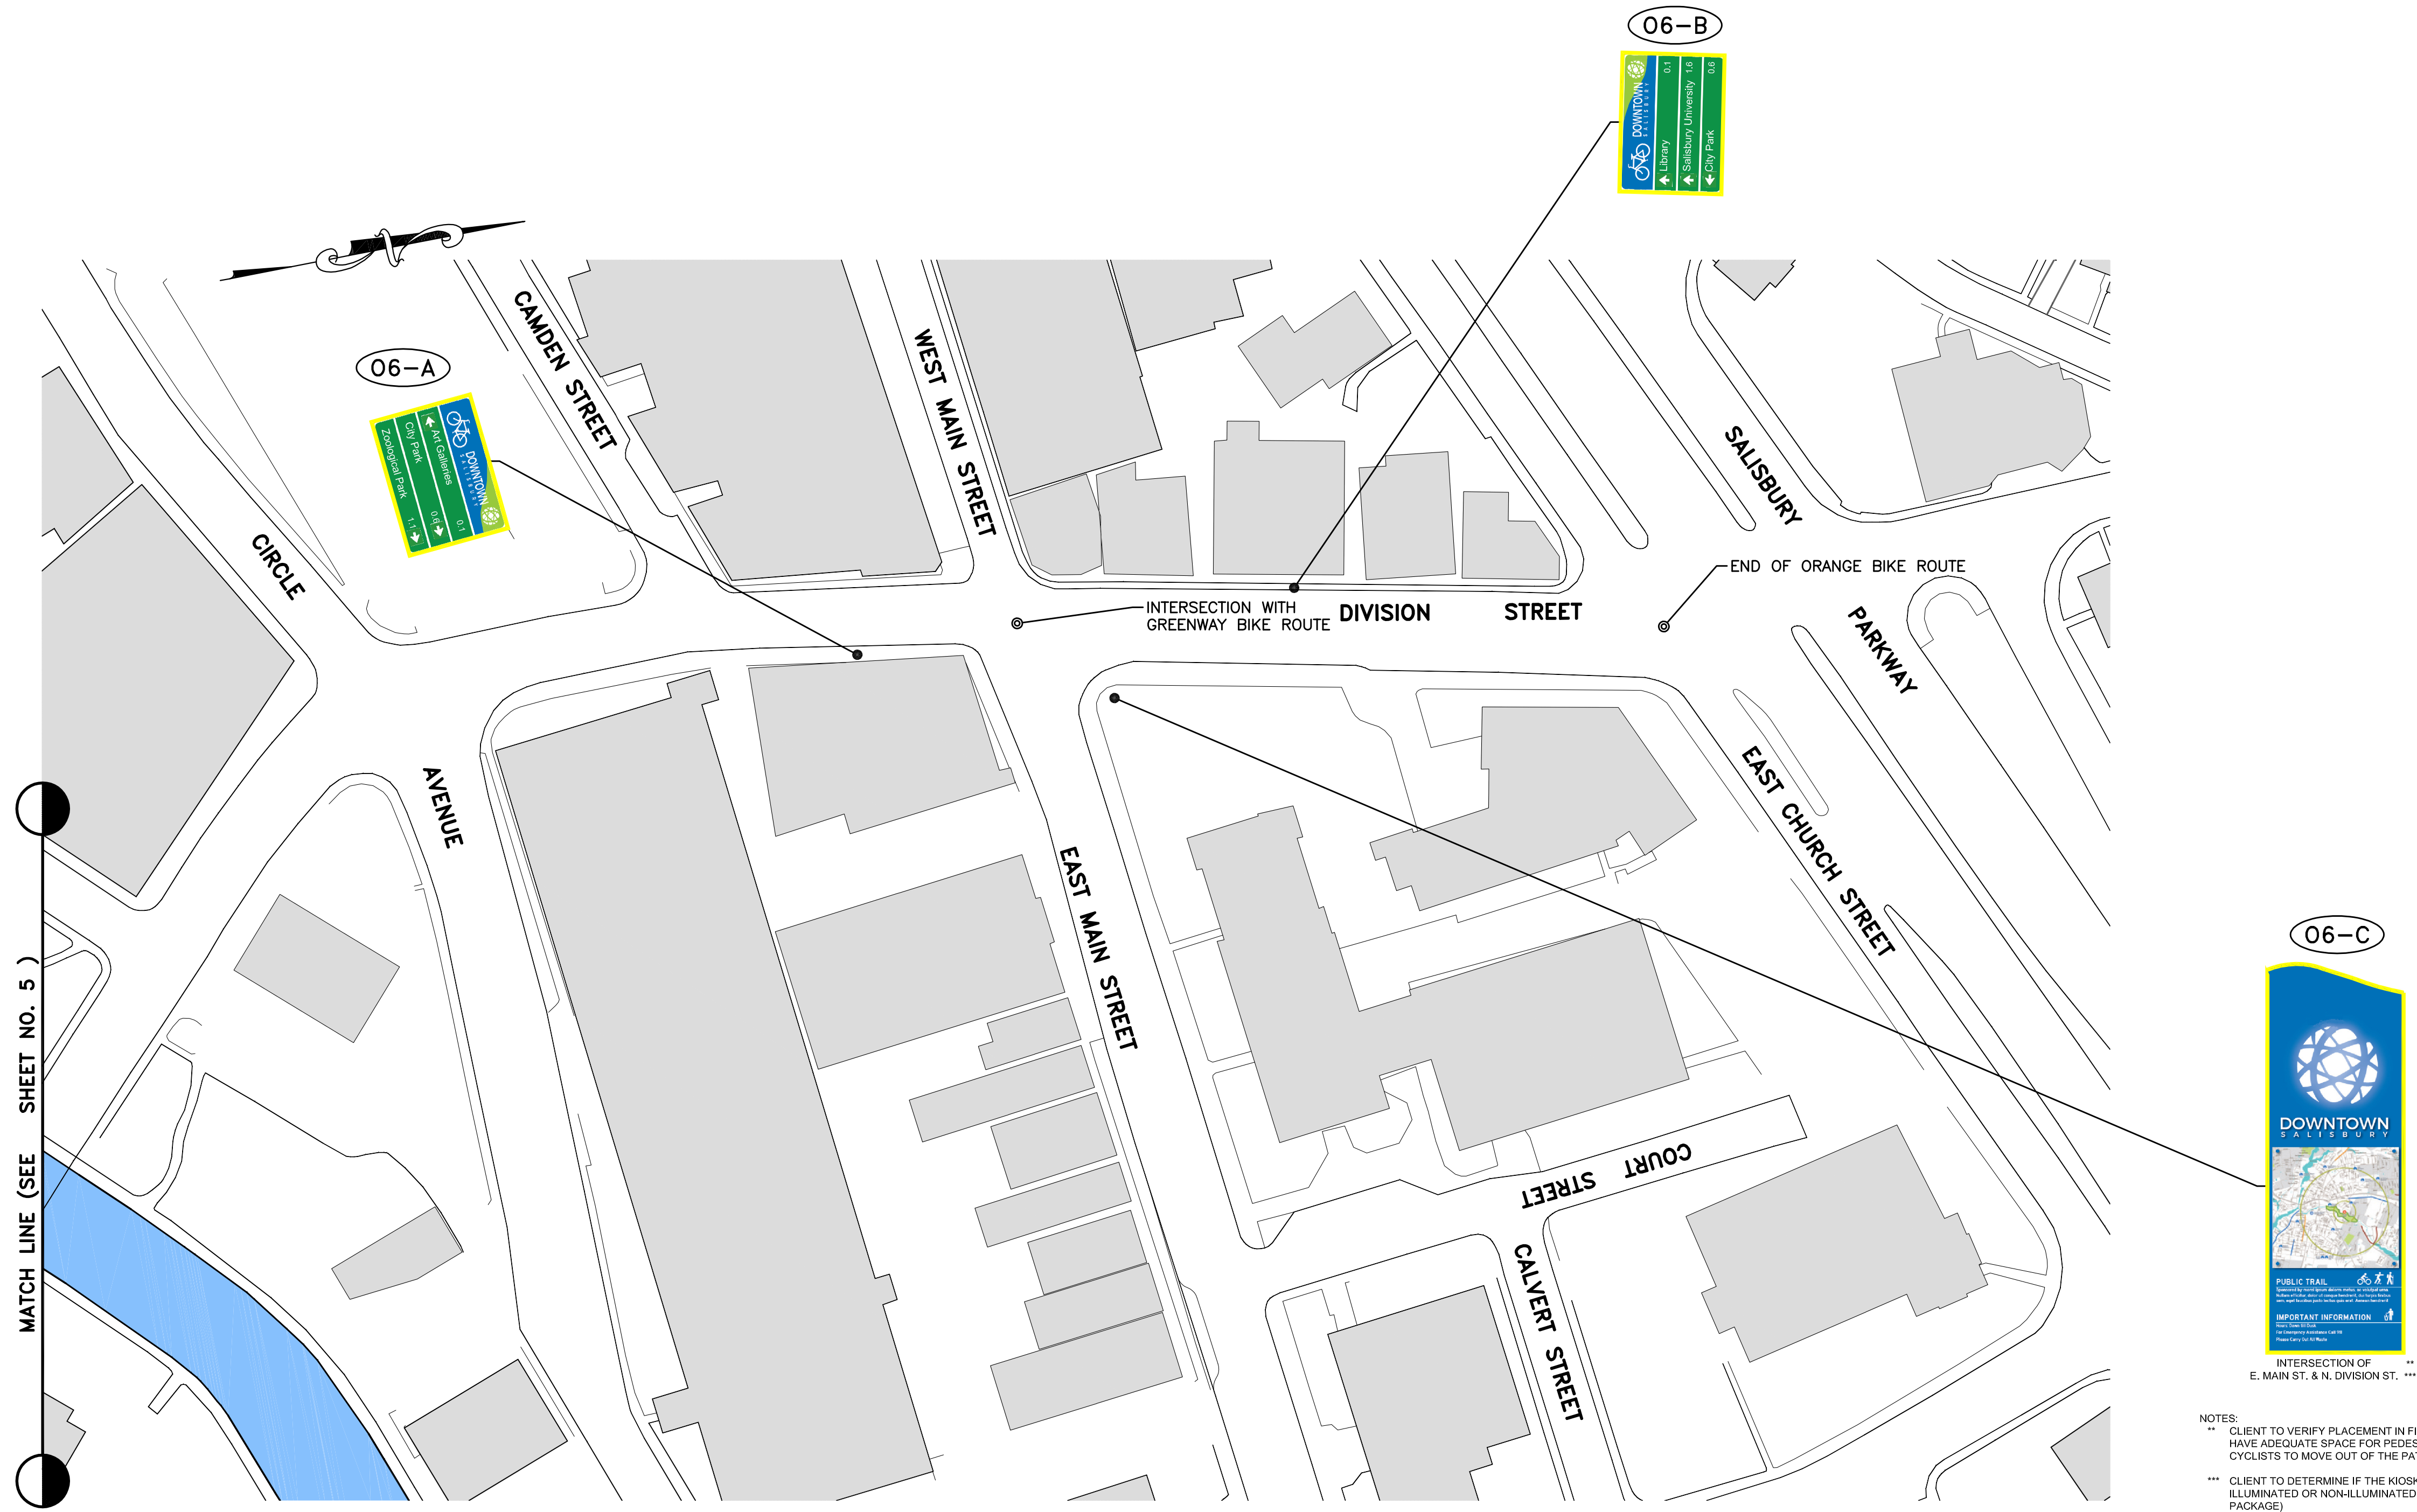 06-B
DOWNTOWN
SALISBURY
Library 0.1
Salisbury University 1.6
City Park 0.6
06-A
DOWNTOWN
SALISBURY
Art Galleries 0.1
City Park 0.6
Zoological Park 1.1
CAMDEN STREET
WEST MAIN STREET
SALISBURY
PARKWAY
CIRCLE
AVENUE
END OF ORANGE BIKE ROUTE
INTERSECTION WITH
GREENWAY BIKE ROUTE
DIVISION STREET
EAST MAIN STREET
EAST CHURCH STREET
COURT STREET
CALVERT STREET
MATCH LINE (SEE SHEET NO. 5 )
06-C
DOWNTOWN
SALISBURY
PUBLIC TRAIL
IMPORTANT INFORMATION
Please Carry Out All Waste
INTERSECTION OF **
E. MAIN ST. & N. DIVISION ST. ***
NOTES:
** CLIENT TO VERIFY PLACEMENT IN FI
HAVE ADEQUATE SPACE FOR PEDES
CYCLISTS TO MOVE OUT OF THE PA
*** CLIENT TO DETERMINE IF THE KIOSK
ILLUMINATED OR NON-ILLUMINATED
PACKAGE)